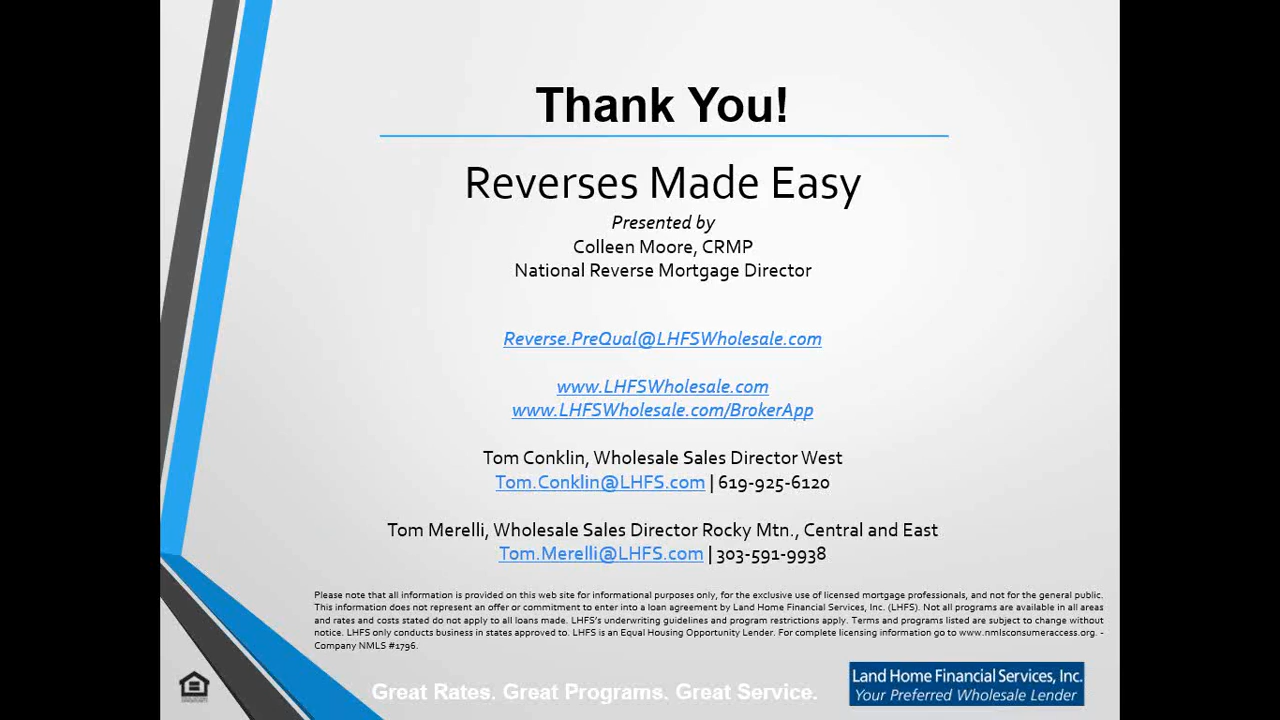 Thank You!
Reverses Made Easy
Presented by
Colleen Moore, CRMP
National Reverse Mortgage Director
Reverse.PreQual@LHFSWholesale.com
www.LHFSWholesale.com
www.LHFSWholesale.com/BrokerApp
Tom Conklin, Wholesale Sales Director West
Tom.Conklin@LHFS.com | 619-925-6120
Tom Merelli, Wholesale Sales Director Rocky Mtn., Central and East
Tom.Merelli@LHFS.com | 303-591-9938
Please note that all information is provided on this web site for informational purposes only, for the exclusive use of licensed mortgage professionals, and not for the general public.
This information does not represent an offer or commitment to enter into a loan agreement by Land Home Financial Services, Inc. (LHFS). Not all programs are available in all areas
and rates and costs stated do not apply to all loans made. LHFS's underwriting guidelines and program restrictions apply. Terms and programs listed are subject to change without
notice. LHFS only conducts business in states approved to. LHFS is an Equal Housing Opportunity Lender. For complete licensing information go to www.nmlsconsumeraccess.org. -
Company NMLS #1796.
Great Rates. Great Programs. Great Service.
Land Home Financial Services, Inc.
Your Preferred Wholesale Lender